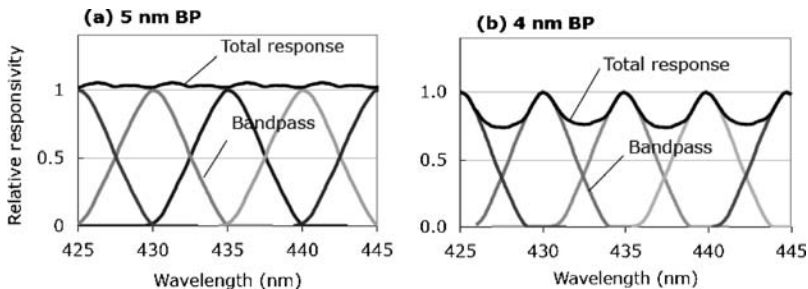 (a) 5 nm BP
Total response
1
Bandpass
0.5
0
425 430 435 440 445
Wavelength (nm)
Relative responsivity
(b) 4 nm BP
Total response
1.0
0.5
Bandpass
0.0
425 430 435 440 445
Wavelength (nm)